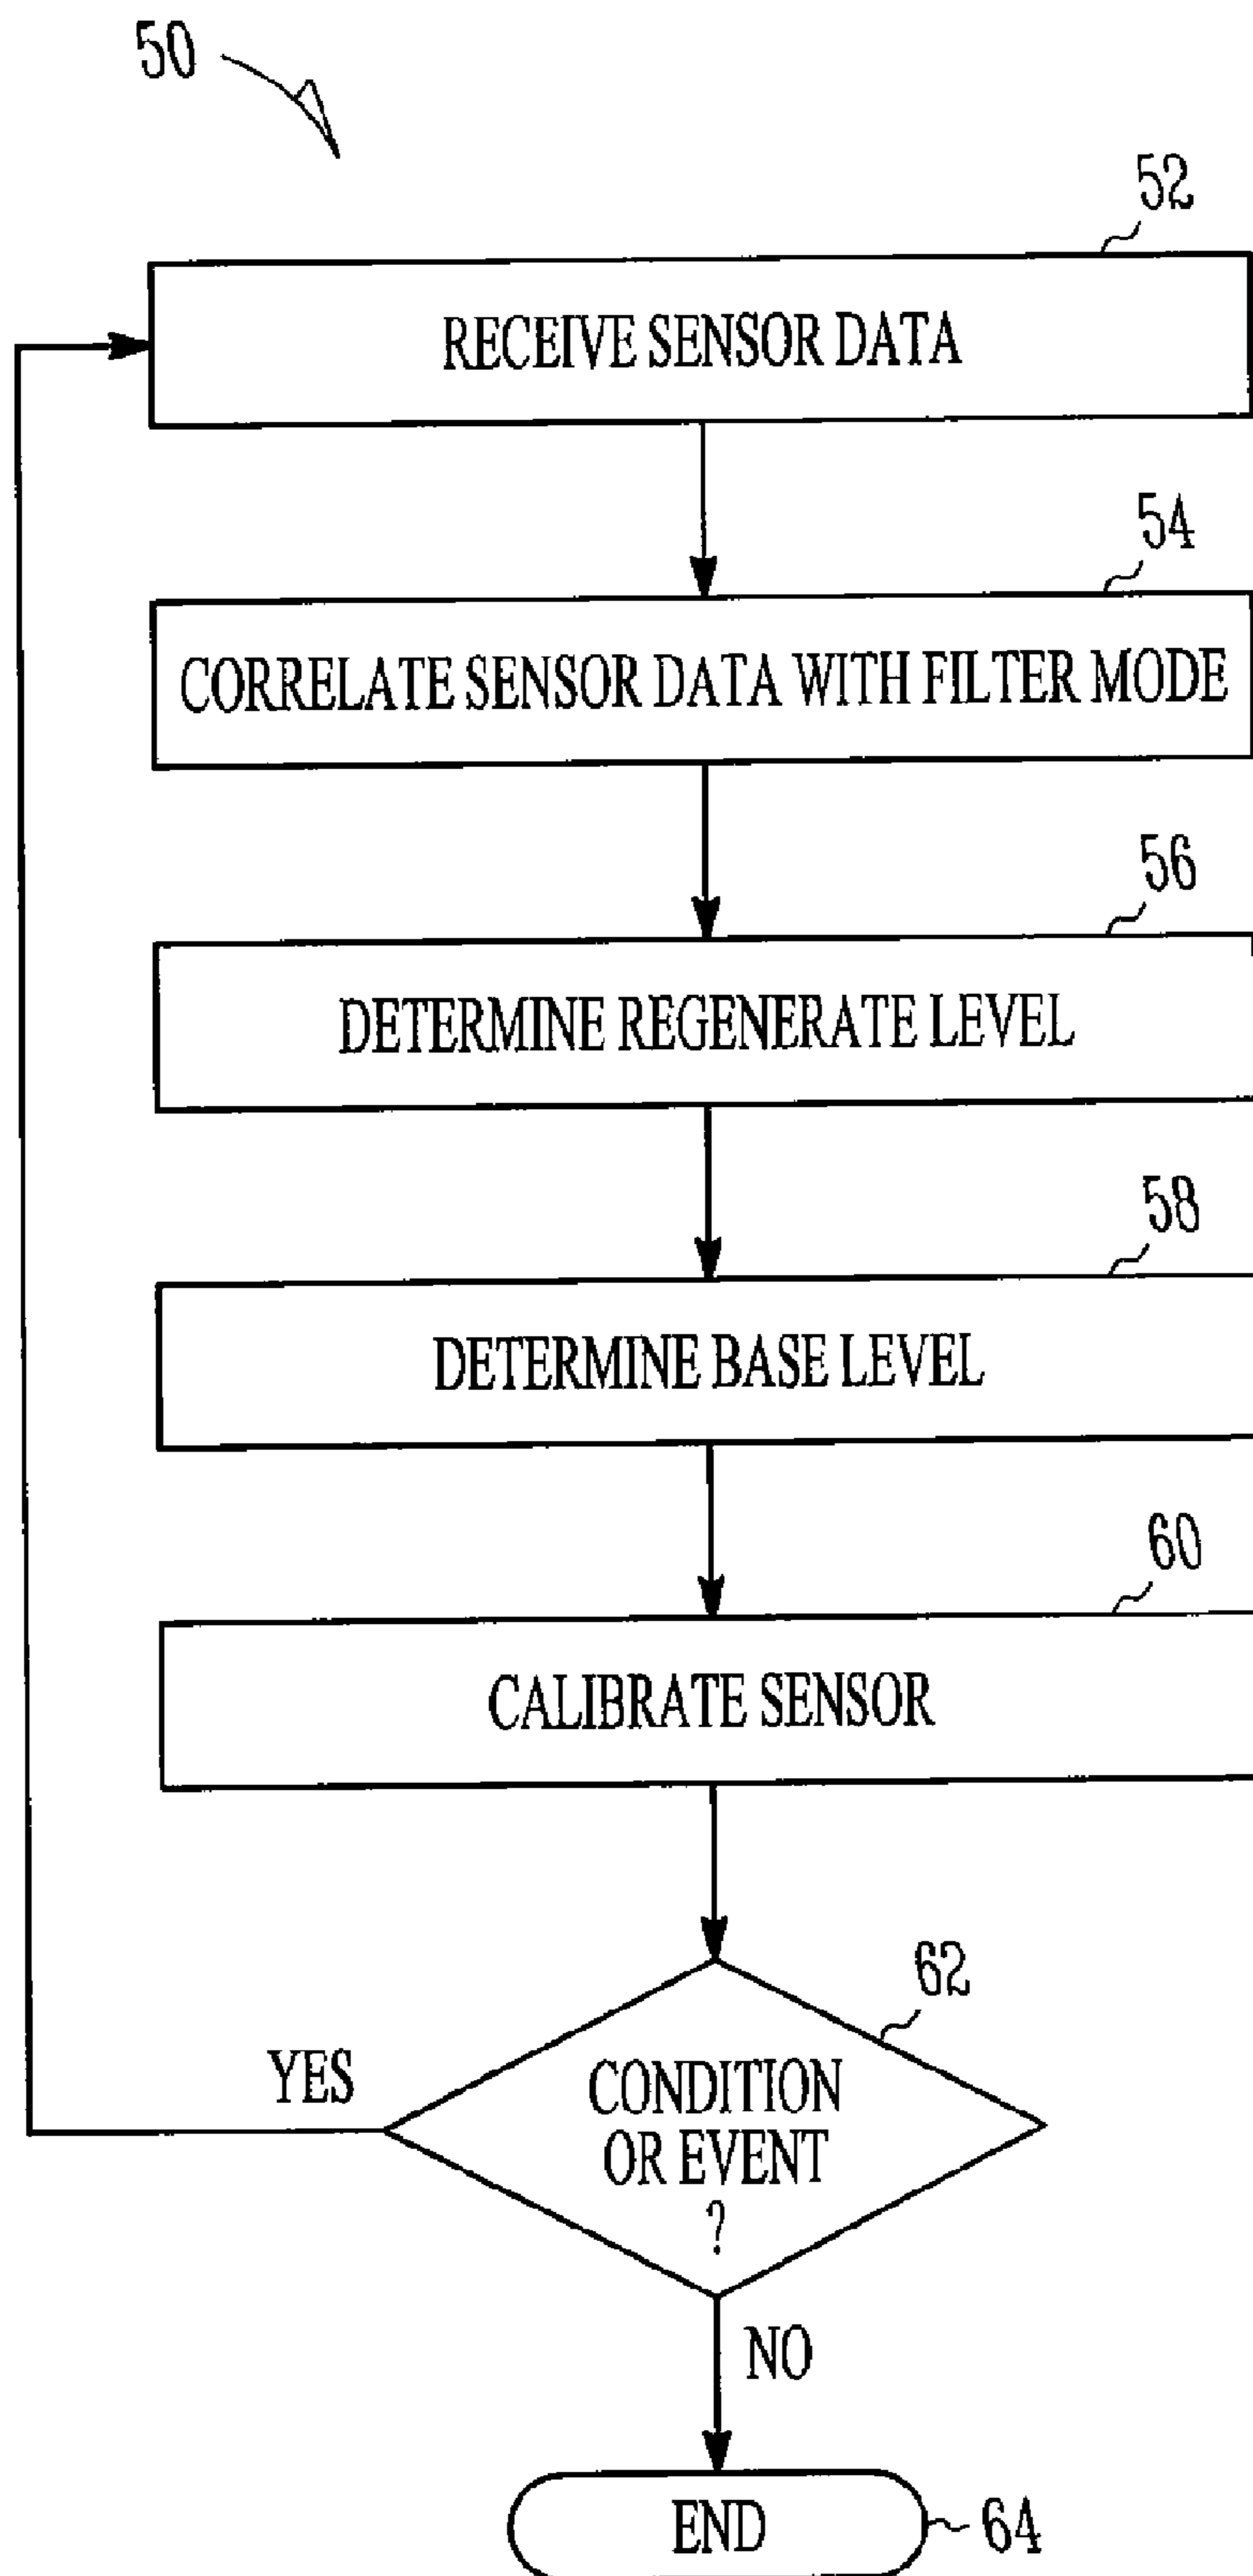 50
52
RECEIVE SENSOR DATA
54
CORRELATE SENSOR DATA WITH FILTER MODE
56
DETERMINE REGENERATE LEVEL
58
DETERMINE BASE LEVEL
60
CALIBRATE SENSOR
62
YES
CONDITION
OR EVENT
?
NO
END
64